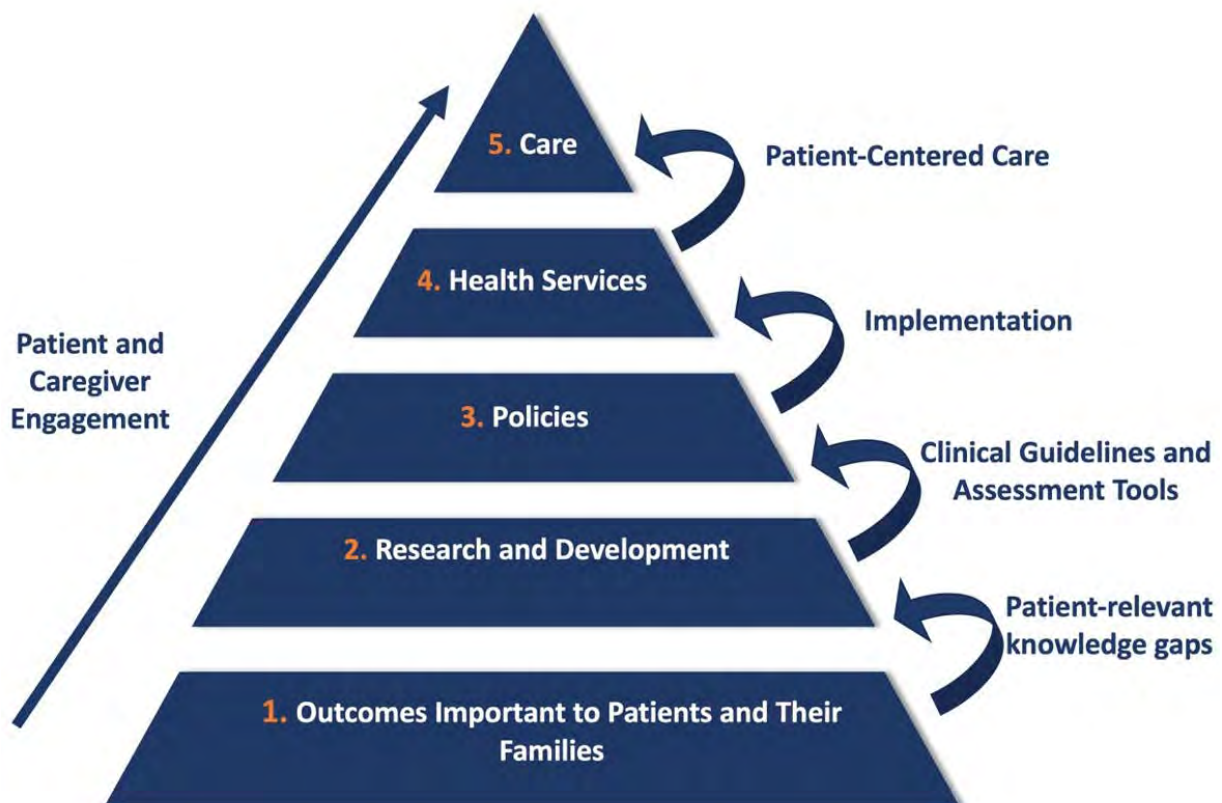 5. Care
Patient-Centered Care
4. Health Services
Implementation
Patient and
Caregiver
Engagement
3. Policies
Clinical Guidelines and
Assessment Tools
2. Research and Development
Patient-relevant
knowledge gaps
1. Outcomes Important to Patients and Their
Families